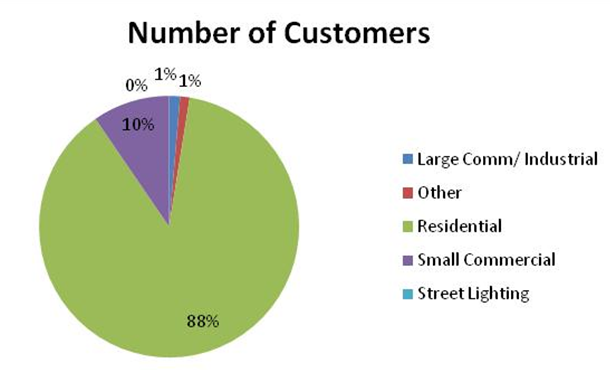 Number of Customers
0% 1% 1%
10%
88%
Large Comm/ Industrial
Other
Residential
Small Commercial
Street Lighting